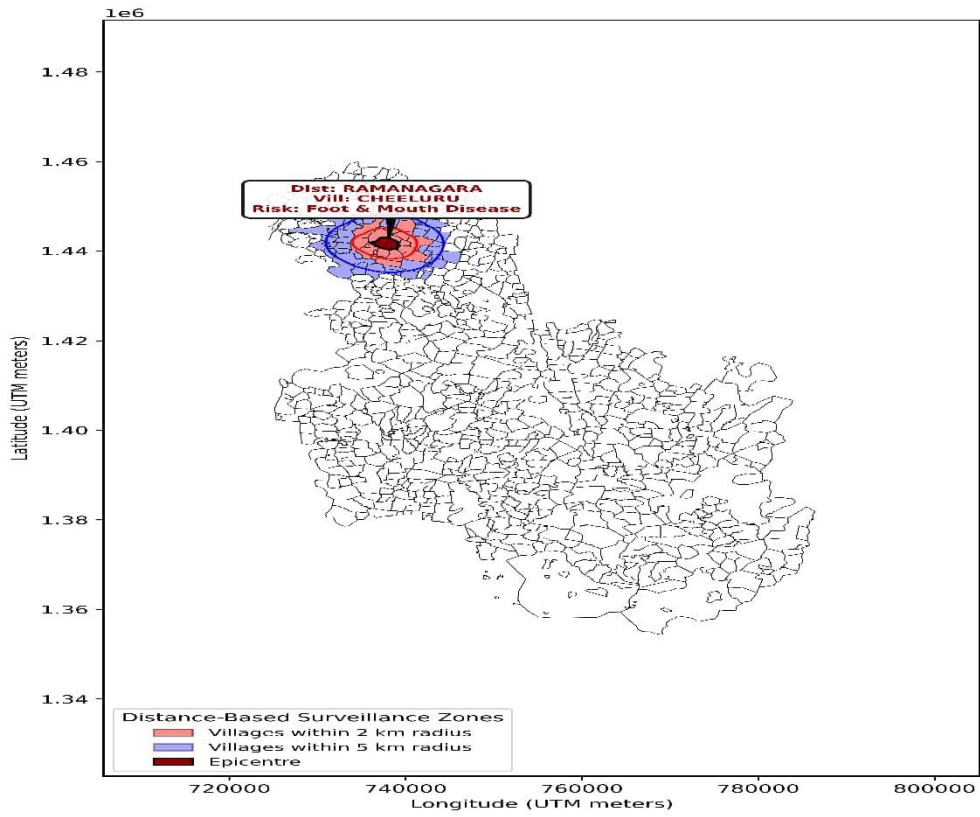 1e6
1.48
1.46
1.44
1.42
1.40
1.38
1.36
1.34
Latitude (UTM meters)
Dist: RAMANAGARA
Vill: CHEELURU
Risk: Foot & Mouth Disease
Distance-Based Surveillance Zones
Villages within 2 km radius
Villages within 5 km radius
Epicentre
720000 740000 760000 780000 800000
Longitude (UTM meters)